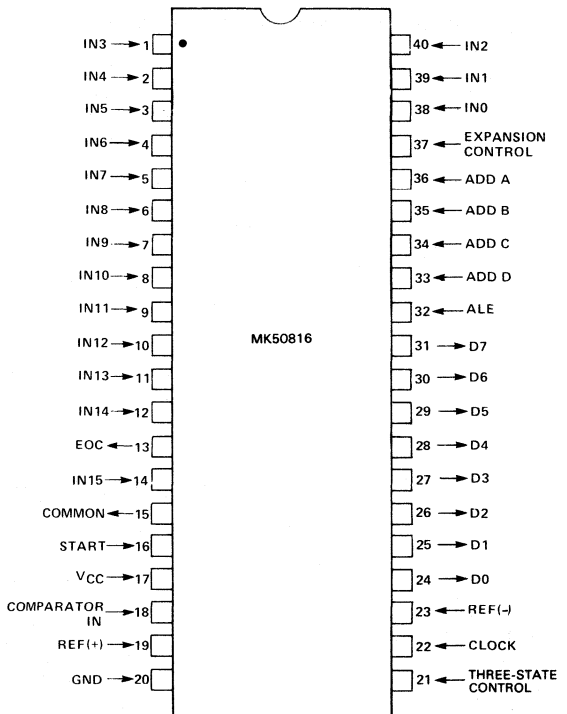 IN3 1 40 IN2
IN4 2 39 IN1
IN5 3 38 IN0
IN6 4 37 EXPANSION CONTROL
IN7 5 36 ADD A
IN8 6 35 ADD B
IN9 7 34 ADD C
IN10 8 33 ADD D
IN11 9 32 ALE
MK50816
IN12 10 31 D7
IN13 11 30 D6
IN14 12 29 D5
EOC 13 28 D4
IN15 14 27 D3
COMMON 15 26 D2
START 16 25 D1
VCC 17 24 D0
COMPARATOR IN 18 23 REF(-)
REF(+) 19 22 CLOCK
GND 20 21 THREE-STATE CONTROL